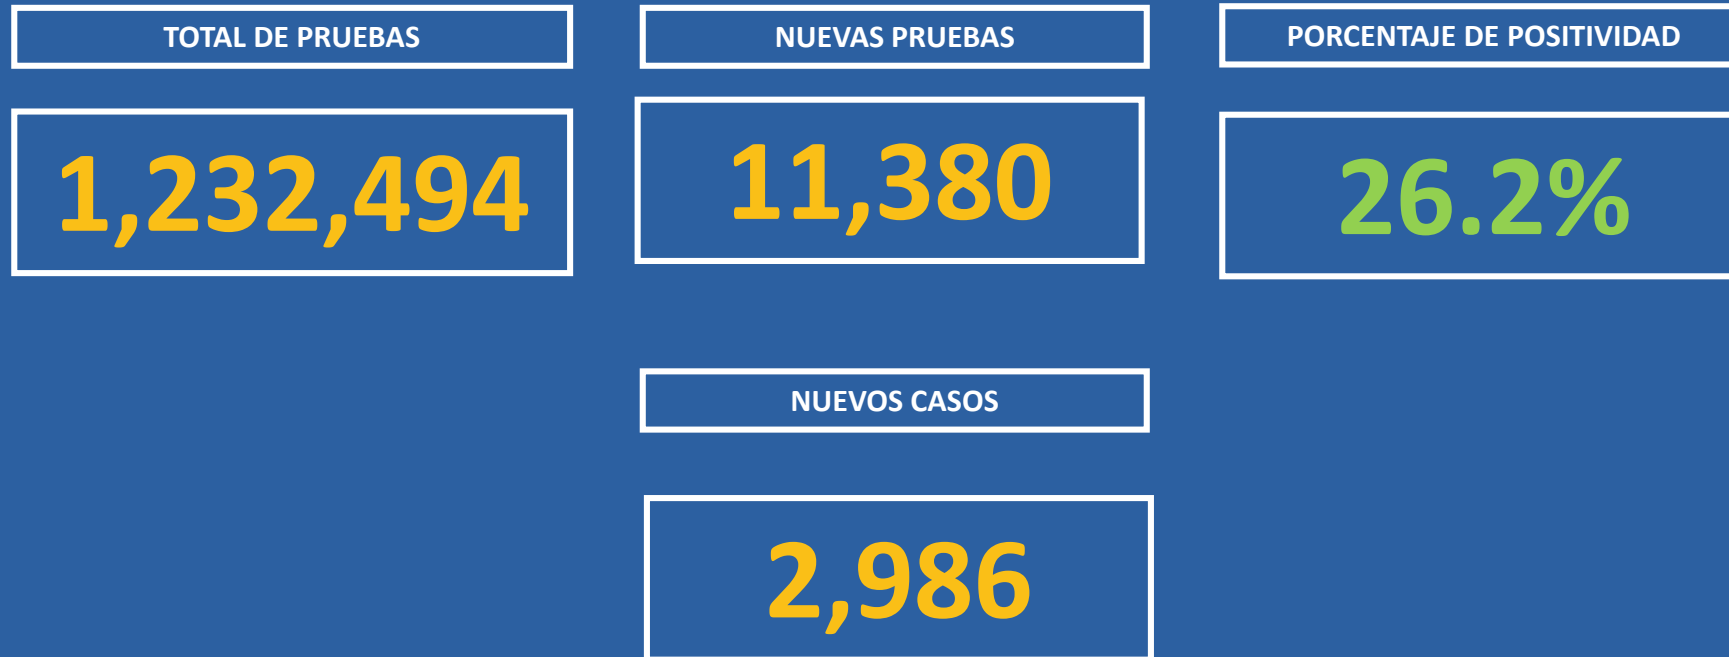 TOTAL DE PRUEBAS
1,232,494
NUEVAS PRUEBAS
11,380
PORCENTAJE DE POSITIVIDAD
26.2%
NUEVOS CASOS
2,986